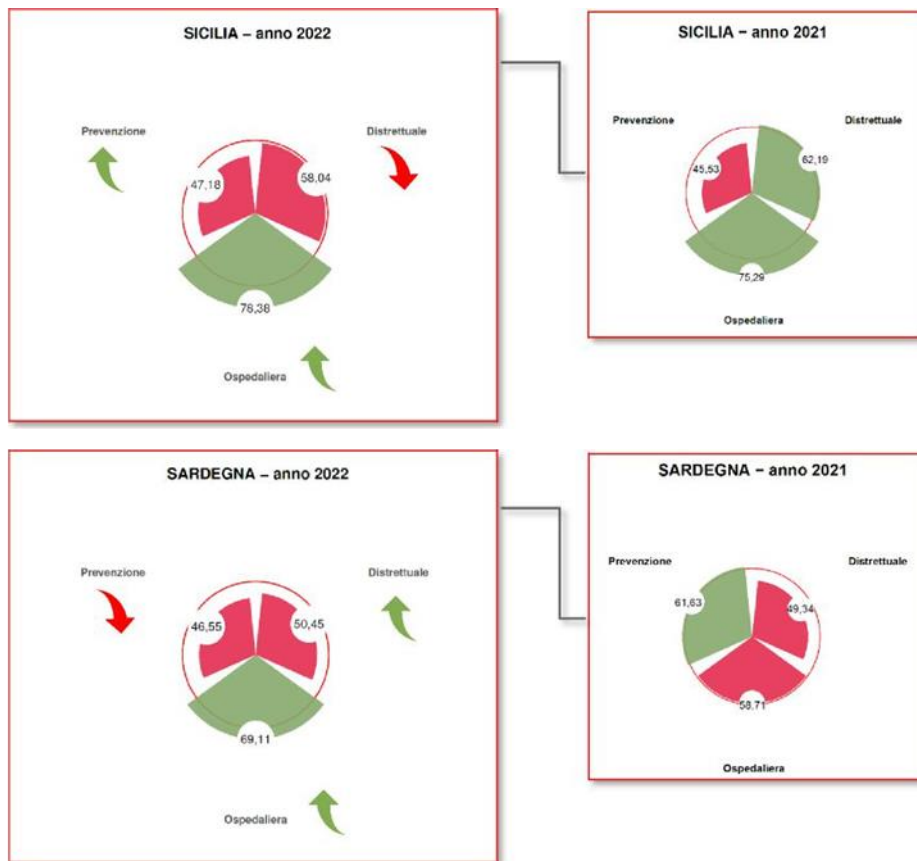 SICILIA – anno 2022
Prevenzione
Distrettuale
47,18
58,04
76,38
Ospedaliera
SICILIA – anno 2021
Prevenzione
Distrettuale
45,53
62,19
75,29
Ospedaliera
SARDEGNA – anno 2022
Prevenzione
Distrettuale
46,55
50,45
69,11
Ospedaliera
SARDEGNA – anno 2021
Prevenzione
Distrettuale
61,63
49,34
58,71
Ospedaliera